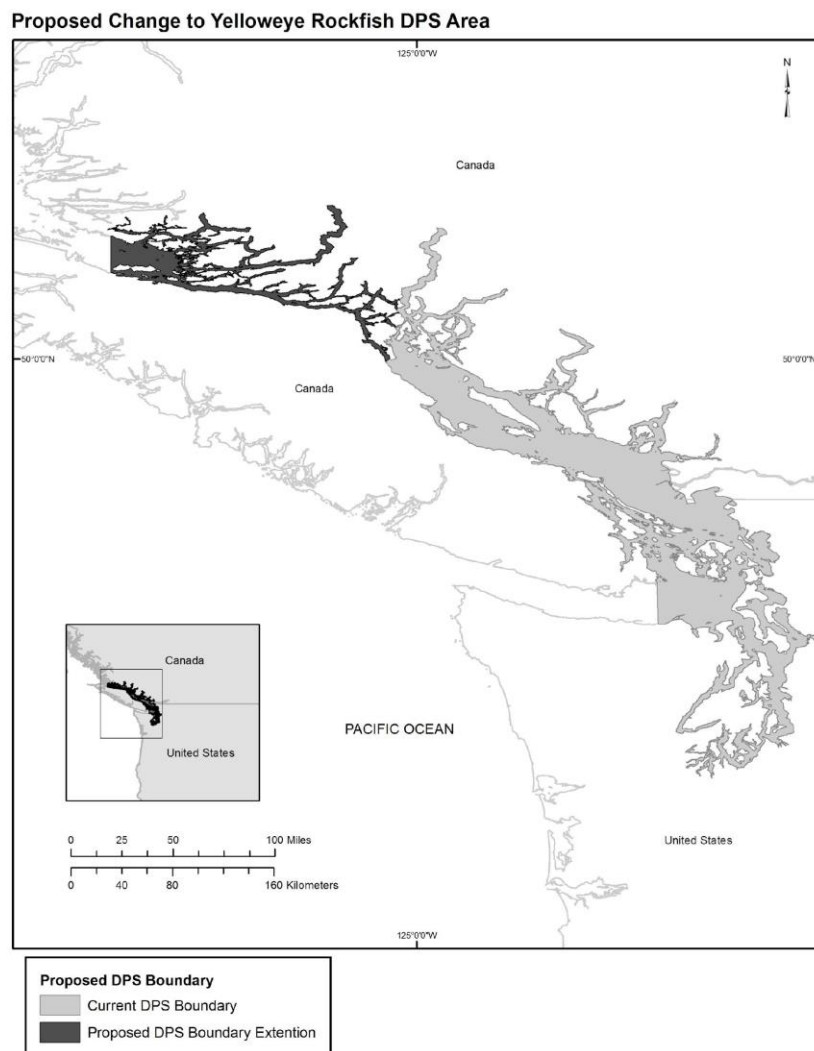 Proposed Change to Yelloweye Rockfish DPS Area
125°0'0"W
N
Canada
50°0'0"N
Canada
50°0'0"N
Canada
United States
PACIFIC OCEAN
0 25 50 100 Miles
0 40 80 160 Kilometers
United States
125°0'0"W
Proposed DPS Boundary
Current DPS Boundary
Proposed DPS Boundary Extention